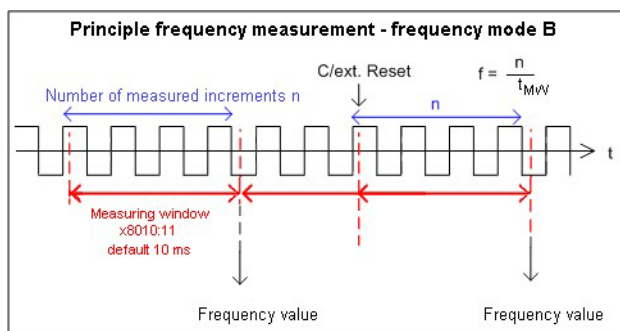 Principle frequency measurement - frequency mode B
C/ext. Reset
f = n / tMW
Number of measured increments n
n
t
Measuring window
x8010:11
default 10 ms
Frequency value
Frequency value